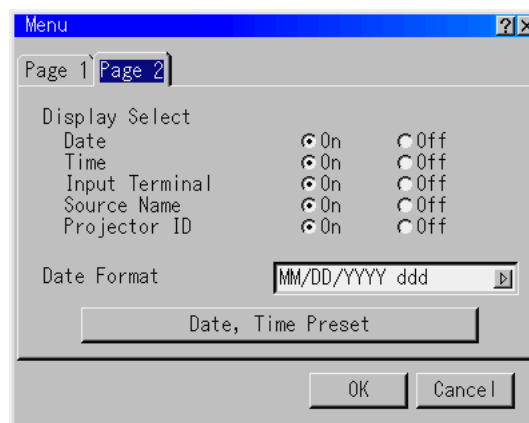 Menu
Page 1 Page 2
Display Select
Date On Off
Time On Off
Input Terminal On Off
Source Name On Off
Projector ID On Off
Date Format MM/DD/YYYY ddd
Date, Time Preset
OK Cancel